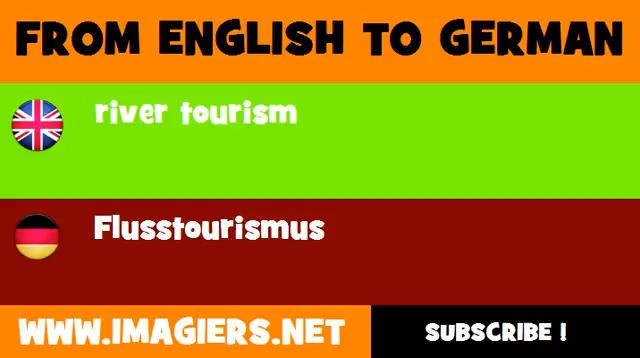 FROM ENGLISH TO GERMAN
river tourism
Flusstourismus
WWW.IMAGIERS.NET
SUBSCRIBE !